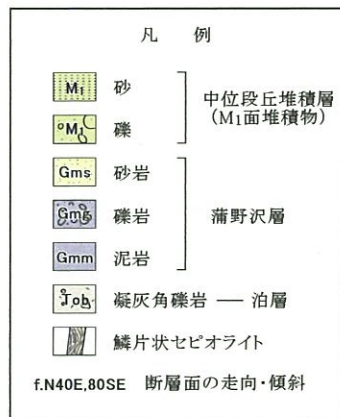 凡 例
M1 砂
M1 礫
中位段丘堆積層
(M1面堆積物)
Gms 砂岩
Gmg 礫岩
Gmm 泥岩
蒲野沢層
Tob 凝灰角礫岩 — 泊層
鱗片状セピオライト
f.N40E,80SE 断層面の走向・傾斜